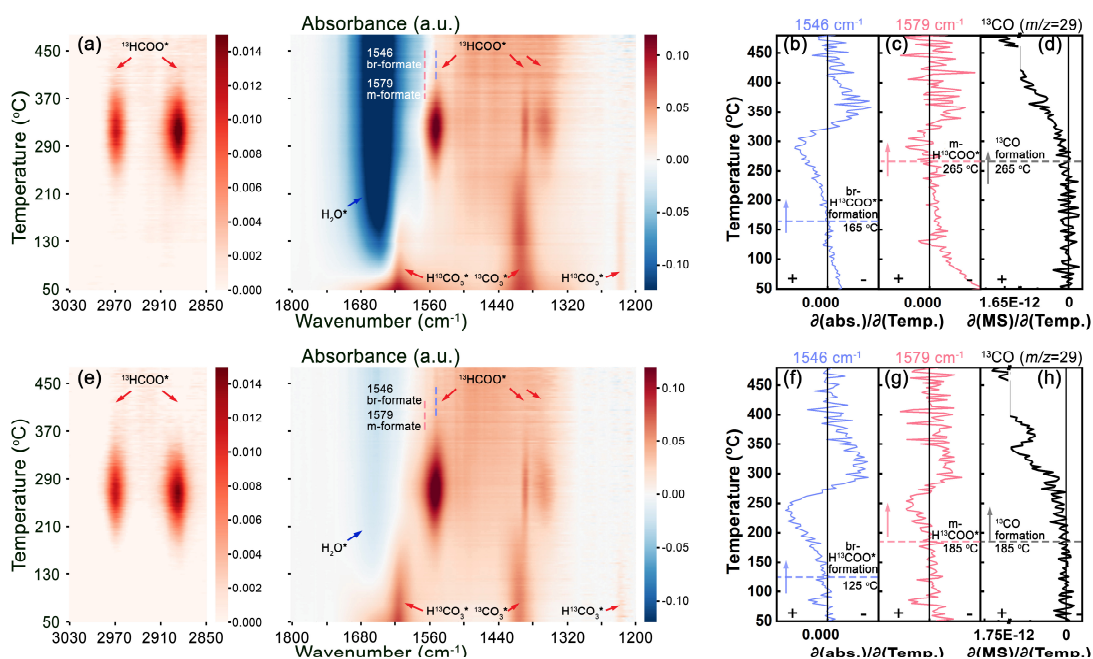 Absorbance (a.u.)
1546 cm⁻¹
1579 cm⁻¹
¹³CO (m/z=29)
(a)
¹³HCOO*
450
370
290
210
130
50
Temperature (°C)
3030 2970 2910 2850
0.014
0.012
0.010
0.008
0.006
0.004
0.002
0.000
1546
br-formate
1579
m-formate
¹³HCOO*
H₂O*
H¹³CO₃*
¹³CO₃*
H¹³CO₃*
1800 1680 1560 1440 1320 1200
Wavenumber (cm⁻¹)
0.10
0.05
0.00
-0.05
-0.10
(b)
(c)
(d)
450
400
350
300
250
200
150
100
50
Temperature (°C)
br-
H¹³COO*
formation
165 °C
m-
H¹³COO*
265 °C
¹³CO
formation
265 °C
+ -
+ -
+
0.000
0.000
1.65E-12 0
∂(abs.)/∂(Temp.)
∂(MS)/∂(Temp.)
Absorbance (a.u.)
1546 cm⁻¹
1579 cm⁻¹
¹³CO (m/z=29)
(e)
¹³HCOO*
450
370
290
210
130
50
Temperature (°C)
3030 2970 2910 2850
0.014
0.012
0.010
0.008
0.006
0.004
0.002
0.000
1546
br-formate
1579
m-formate
¹³HCOO*
H₂O*
H¹³CO₃*
¹³CO₃*
H¹³CO₃*
1800 1680 1560 1440 1320 1200
Wavenumber (cm⁻¹)
0.10
0.05
0.00
-0.05
-0.10
(f)
(g)
(h)
450
400
350
300
250
200
150
100
50
Temperature (°C)
br-
H¹³COO*
formation
125 °C
m-
H¹³COO*
185 °C
¹³CO
formation
185 °C
+ -
+ -
+
0.000
1.75E-12 0
∂(abs.)/∂(Temp.)
∂(MS)/∂(Temp.)